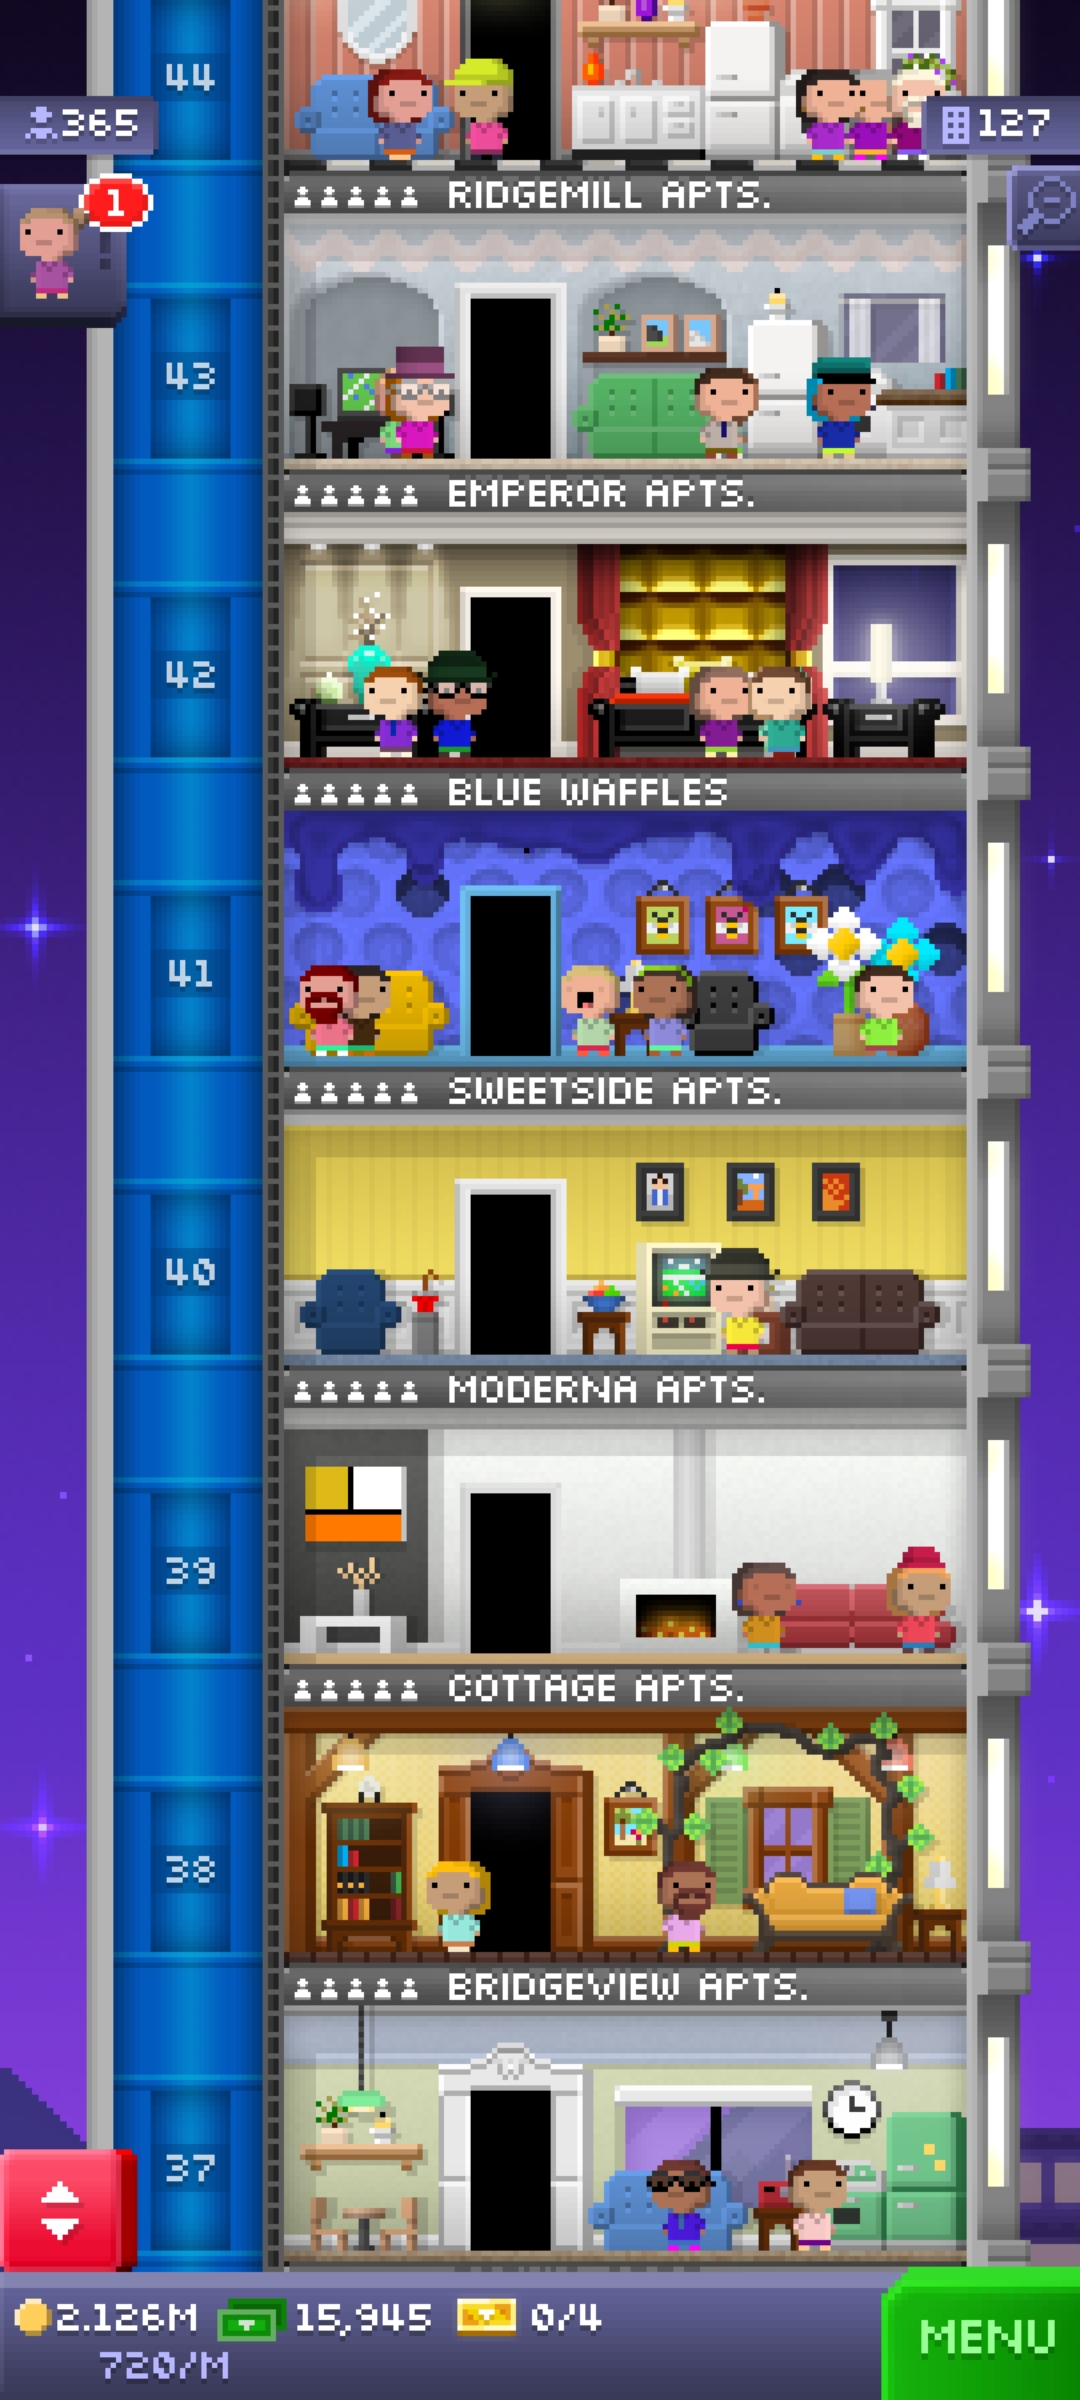 44
365
127
1
RIDGEMILL APTS.
43
EMPEROR APTS.
42
BLUE WAFFLES
41
SWEETSIDE APTS.
40
MODERNA APTS.
39
COTTAGE APTS.
38
BRIDGEVIEW APTS.
37
2.126M 15,945 0/4
720/M
MENU